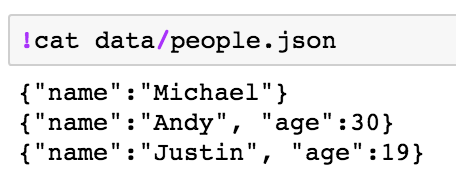 !cat data/people.json
{"name":"Michael"}
{"name":"Andy", "age":30}
{"name":"Justin", "age":19}